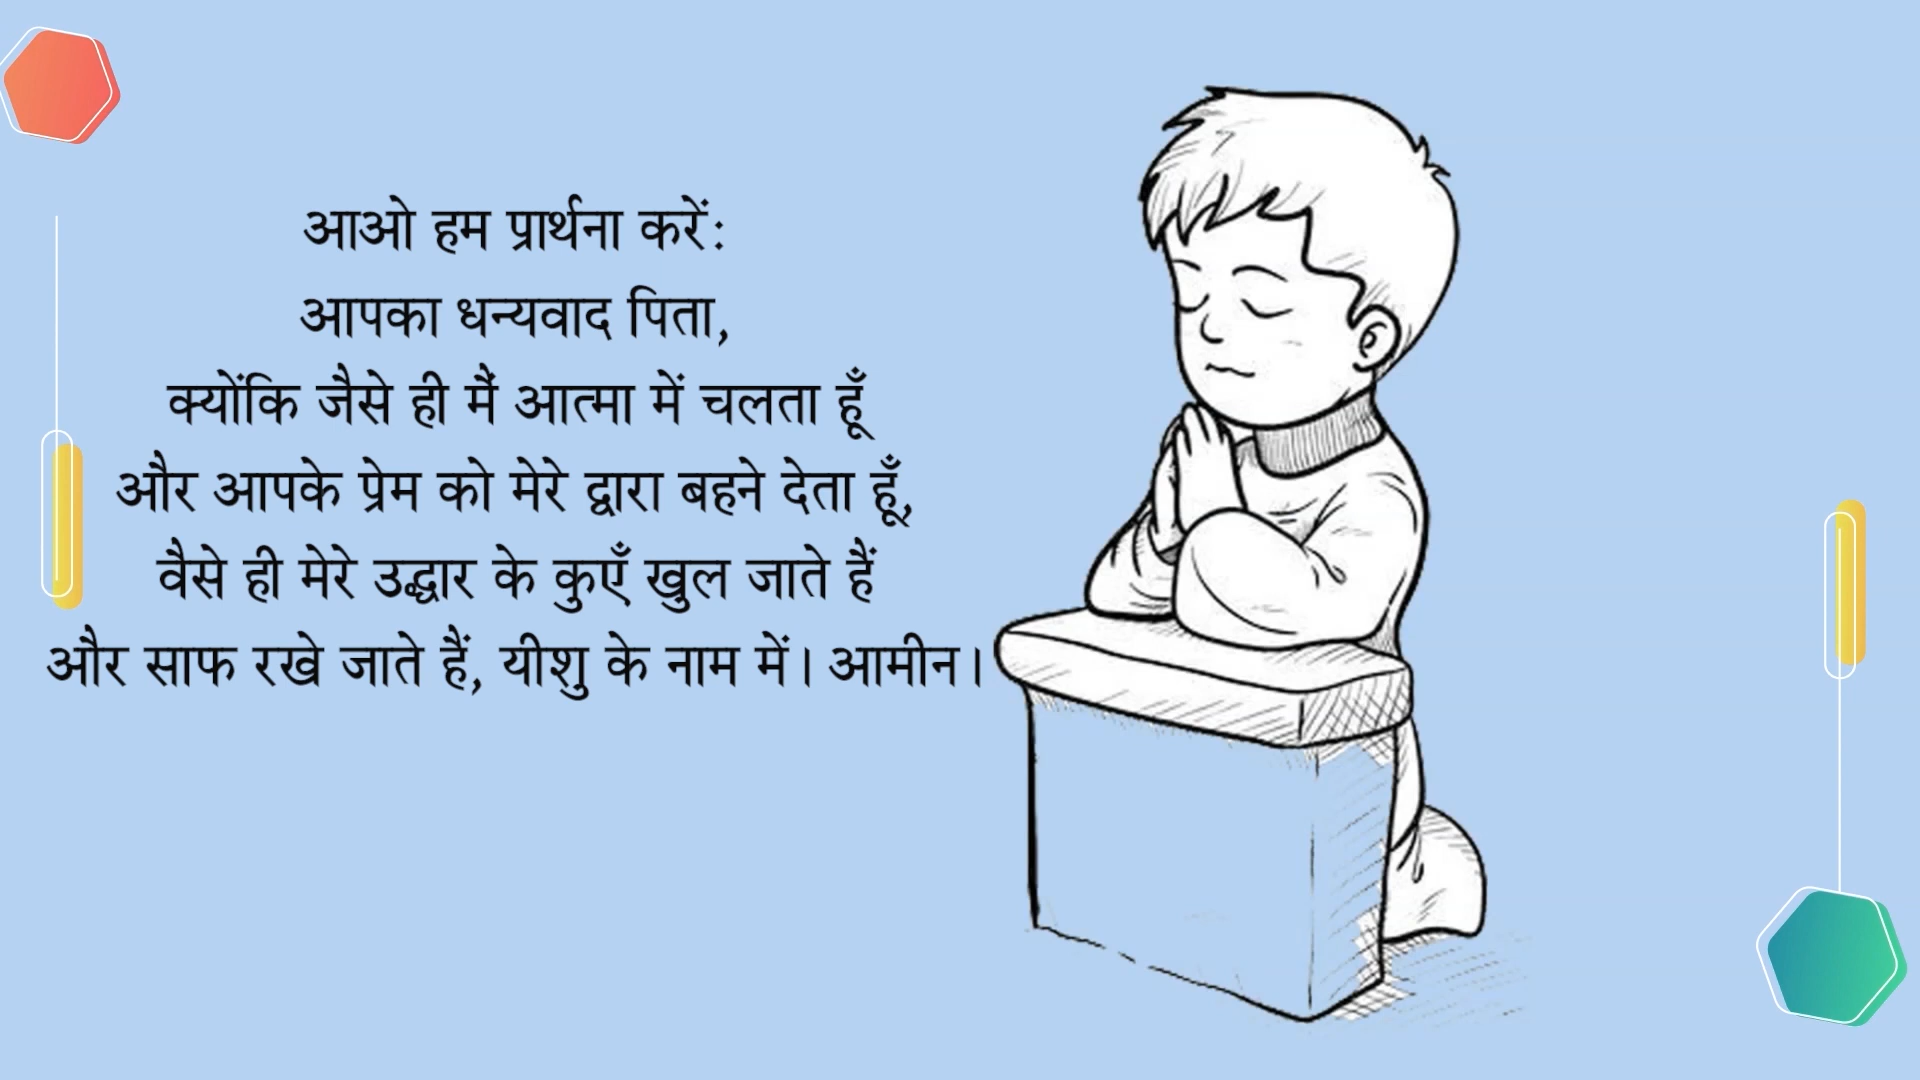 आओ हम प्रार्थना करें:
आपका धन्यवाद पिता,
क्योंकि जैसे ही मैं आत्मा में चलता हूँ
और आपके प्रेम को मेरे द्वारा बहने देता हूँ,
वैसे ही मेरे उद्धार के कुएँ खुल जाते हैं
और साफ रखे जाते हैं, यीशु के नाम में। आमीन।